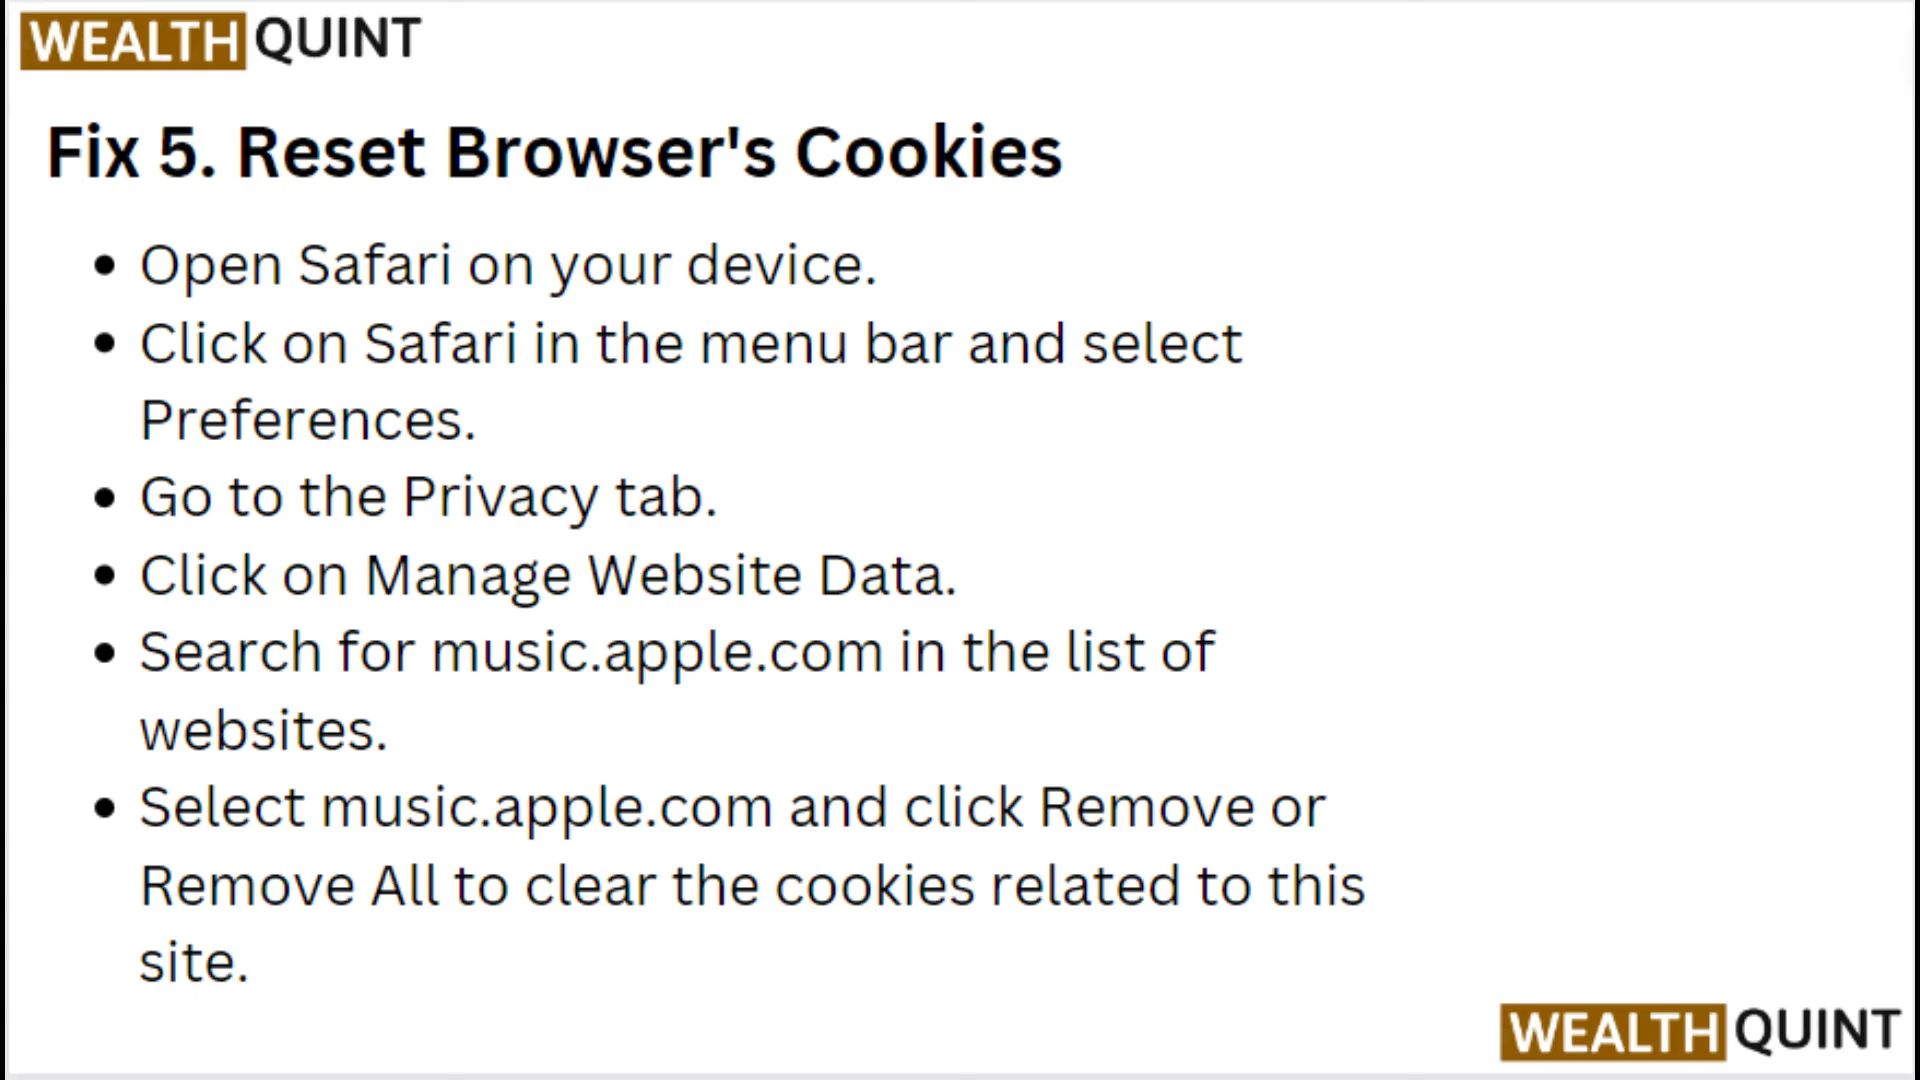 WEALTH QUINT
Fix 5. Reset Browser's Cookies
• Open Safari on your device.
• Click on Safari in the menu bar and select
Preferences.
• Go to the Privacy tab.
• Click on Manage Website Data.
• Search for music.apple.com in the list of
websites.
• Select music.apple.com and click Remove or
Remove All to clear the cookies related to this
site.
WEALTH QUINT